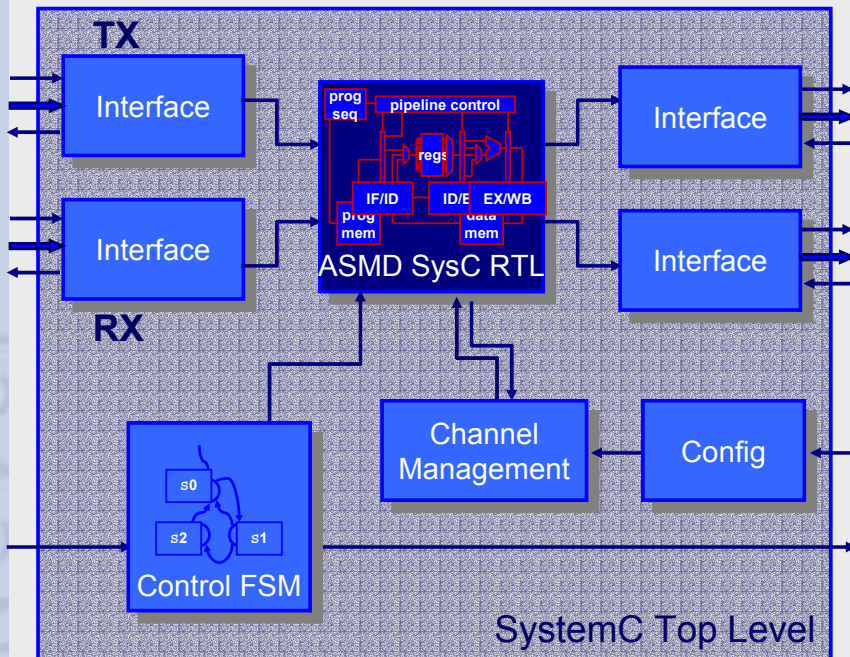 TX
Interface
Interface
RX
prog
seq
pipeline control
regs
IF/ID
ID/E
EX/WB
prog
mem
data
mem
ASMD SysC RTL
Interface
Interface
Channel
Management
Config
s0
s2
s1
Control FSM
SystemC Top Level